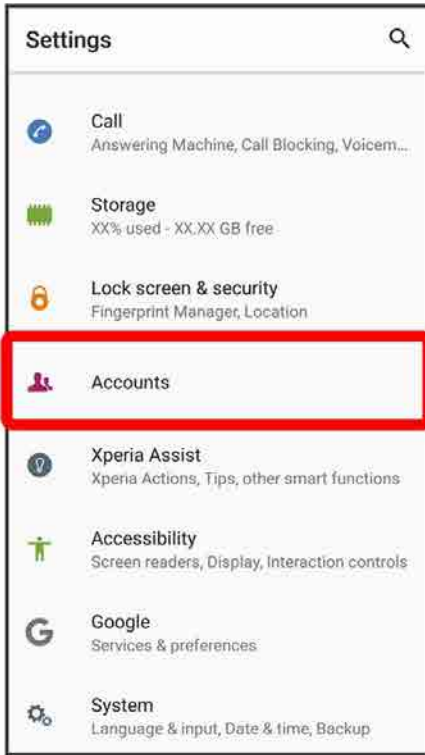 Settings
Call
Answering Machine, Call Blocking, Voicem...
Storage
XX% used - XX.XX GB free
Lock screen & security
Fingerprint Manager, Location
Accounts
Xperia Assist
Xperia Actions, Tips, other smart functions
Accessibility
Screen readers, Display, Interaction controls
Google
Services & preferences
System
Language & input, Date & time, Backup